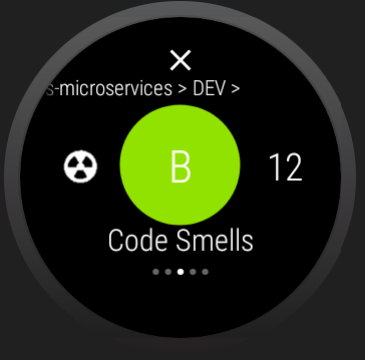 s-microservices > DEV >
B
12
Code Smells